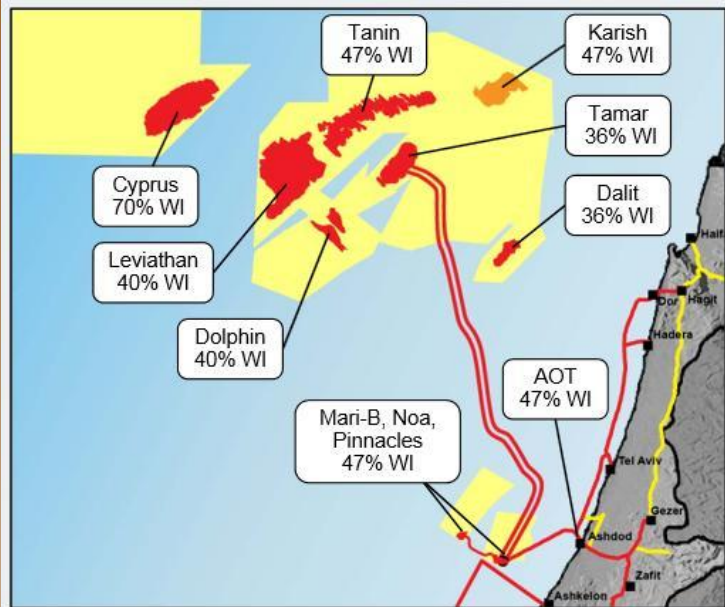 Tanin
47% WI
Karish
47% WI
Tamar
36% WI
Cyprus
70% WI
Dalit
36% WI
Leviathan
40% WI
Dolphin
40% WI
Dor
Hagit
Hadera
AOT
47% WI
Mari-B, Noa,
Pinnacles
47% WI
Tel Aviv
Gezer
Ashdod
Zafit
Ashkelon